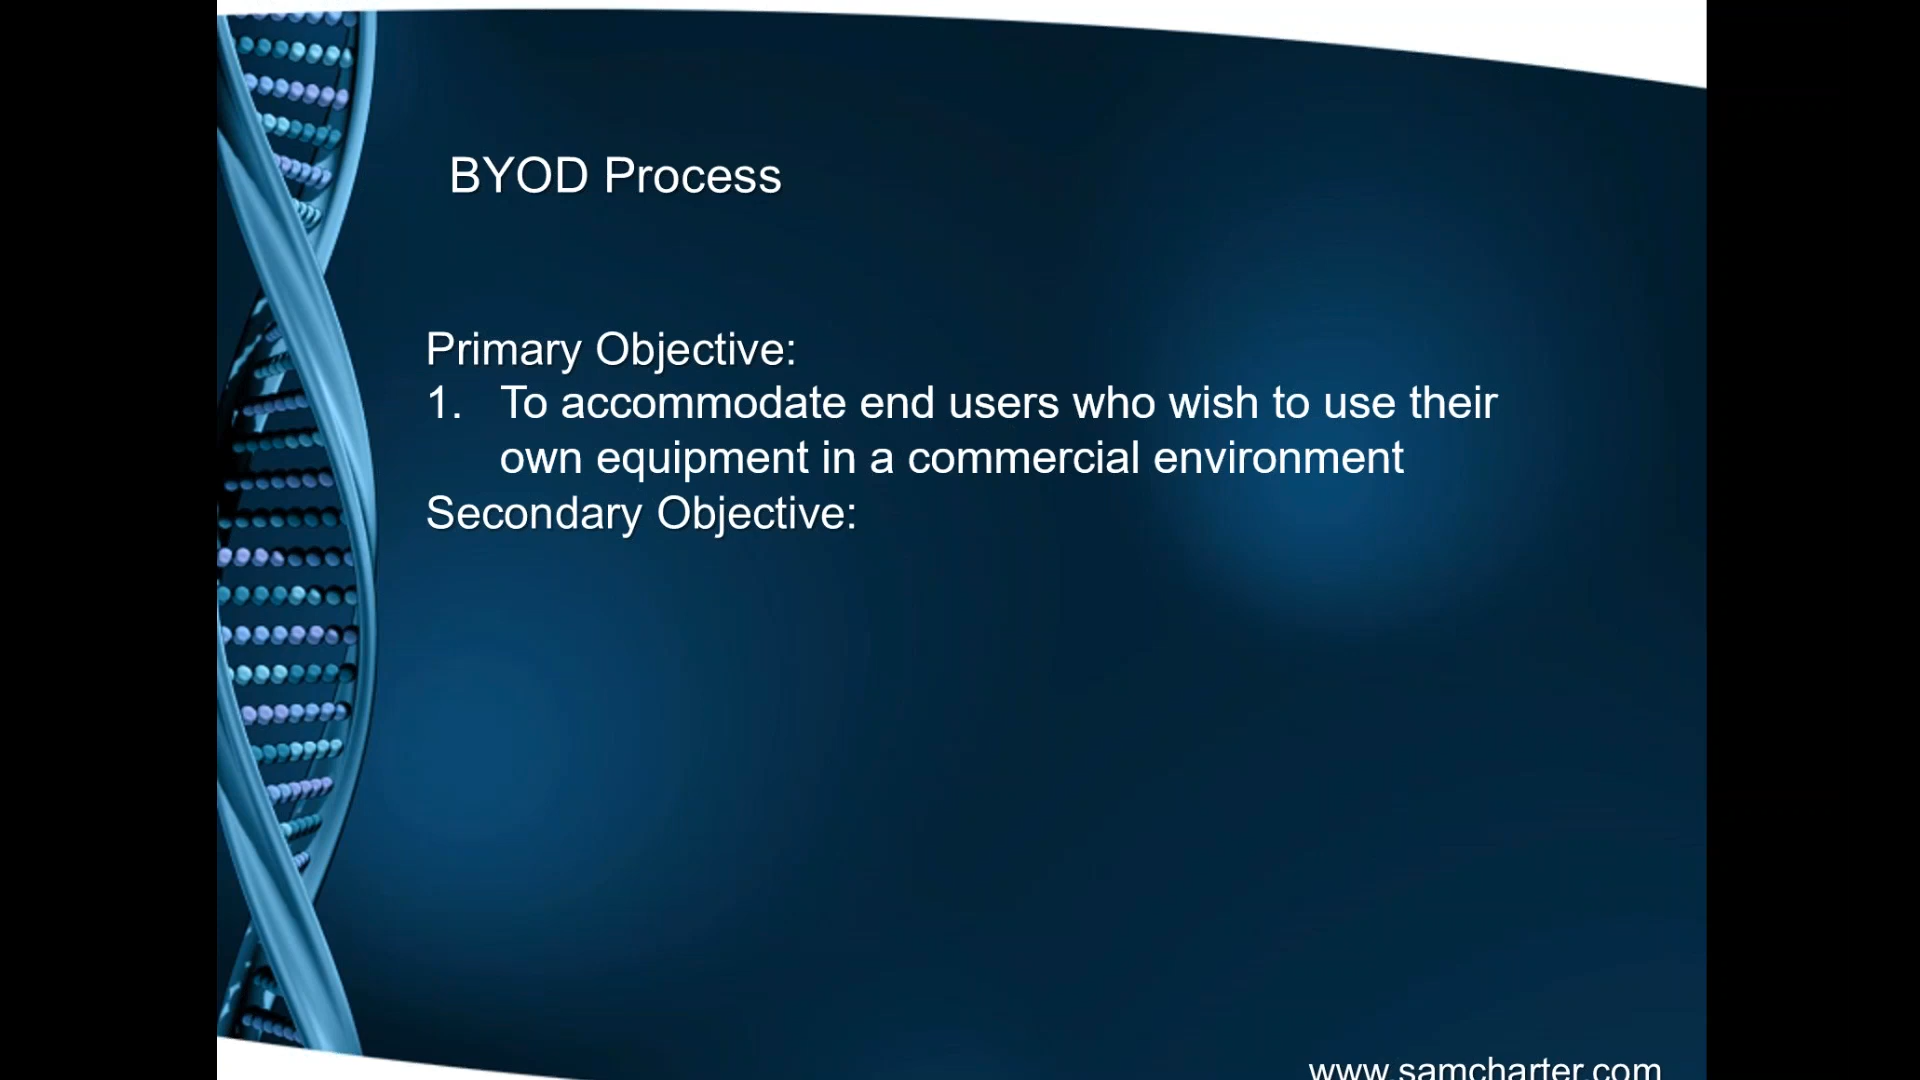 BYOD Process
Primary Objective:
1. To accommodate end users who wish to use their
own equipment in a commercial environment
Secondary Objective:
www.samcharter.com